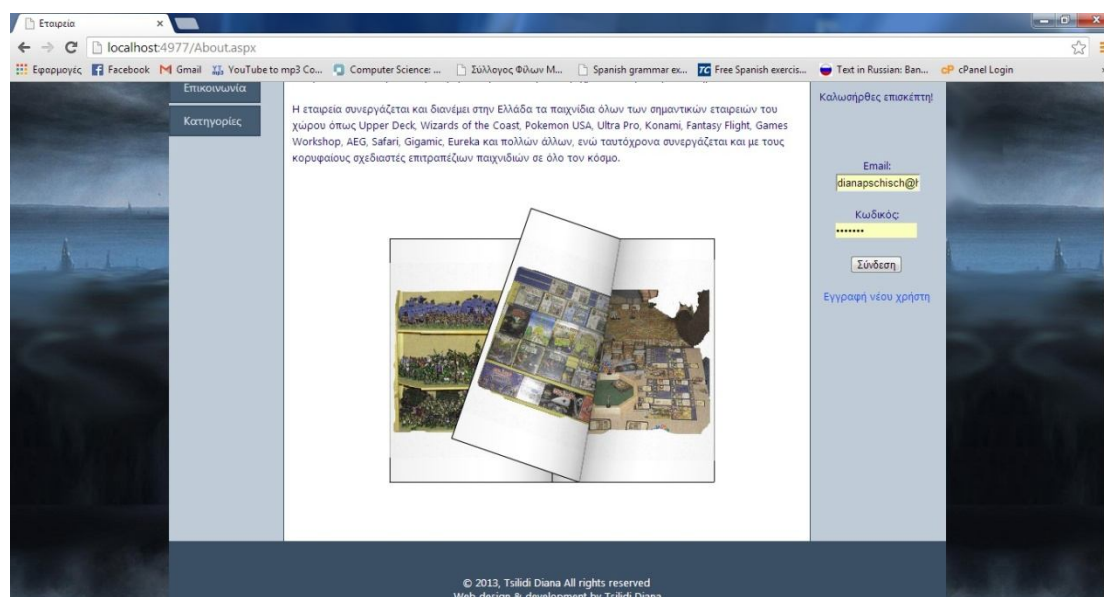 Εταιρεία
localhost:4977/About.aspx
Εφαρμογές Facebook Gmail YouTube to mp3 Co... Computer Science: ... Σύλλογος Φίλων Μ... Spanish grammar ex... Free Spanish exercis... Text in Russian: Ban... cPanel Login
Επικοινωνία
Κατηγορίες
Η εταιρεία συνεργάζεται και διανέμει στην Ελλάδα τα παιχνίδια όλων των σημαντικών εταιρειών του
χώρου όπως Upper Deck, Wizards of the Coast, Pokemon USA, Ultra Pro, Konami, Fantasy Flight, Games
Workshop, AEG, Safari, Gigamic, Eureka και πολλών άλλων, ενώ ταυτόχρονα συνεργάζεται και με τους
κορυφαίους σχεδιαστές επιτραπέζιων παιχνιδιών σε όλο τον κόσμο.
Καλωσήρθες επισκέπτη!
Email:
dianapschisch@h
Κωδικός:
•••••••
Σύνδεση
Εγγραφή νέου χρήστη
© 2013, Tsilidi Diana All rights reserved
Web design & development by Tsilidi Diana